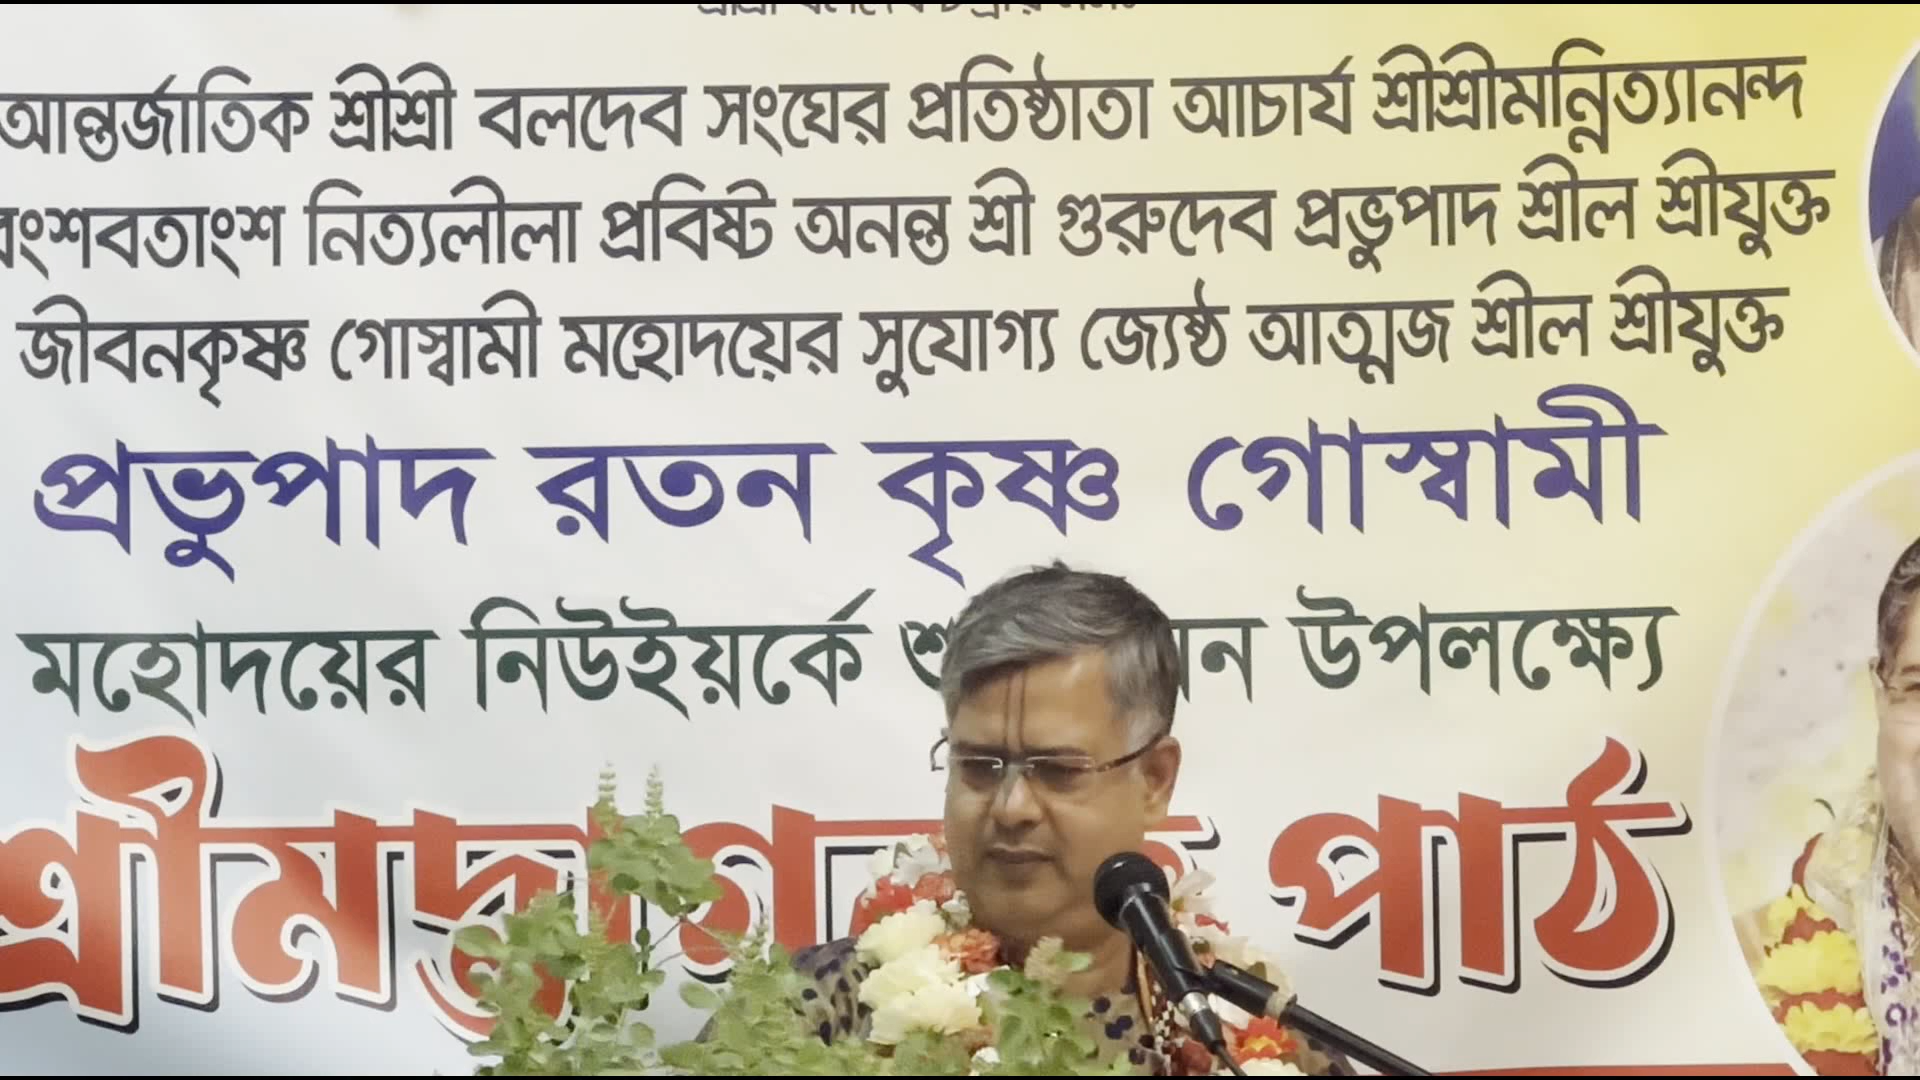 আন্তর্জাতিক শ্রীশ্রী বলদেব সংঘের প্রতিষ্ঠাতা আচার্য শ্রীশ্রীমন্নিত্যানন্দ
বংশবতাংশ নিত্যলীলা প্রবিষ্ট অনন্ত শ্রী গুরুদেব প্রভুপাদ শ্রীল শ্রীযুক্ত
জীবনকৃষ্ণ গোস্বামী মহোদয়ের সুযোগ্য জ্যেষ্ঠ আত্মজ শ্রীল শ্রীযুক্ত
প্রভুপাদ রতন কৃষ্ণ গোস্বামী
মহোদয়ের নিউইয়র্কে উপলক্ষ্যে
পাঠ